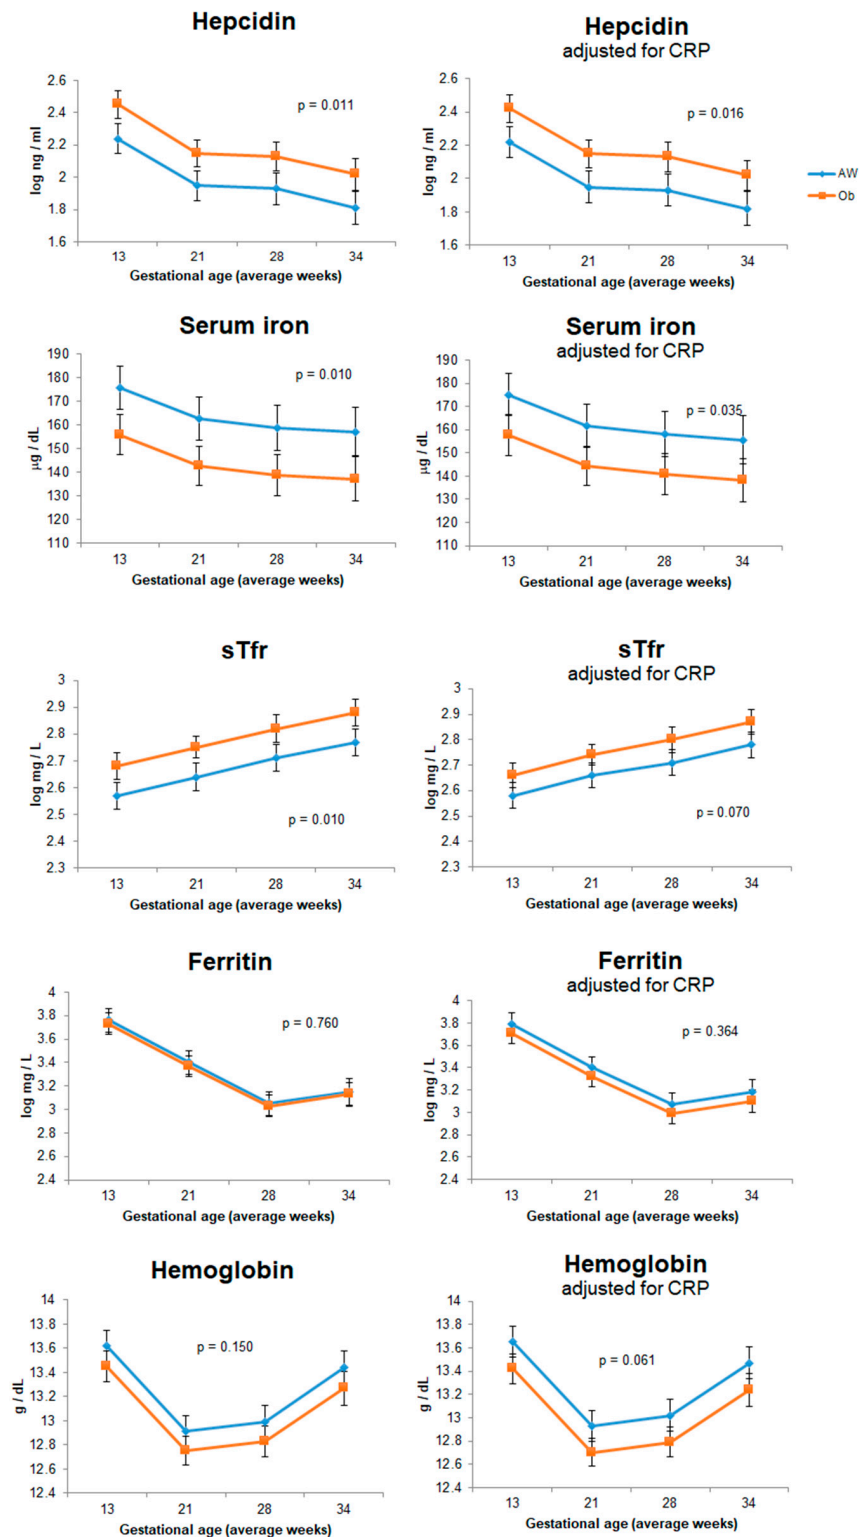 Hepcidin
log ng / ml
2.6
2.4
2.2
2
1.8
1.6
p = 0.011
13 21 28 34
Gestational age (average weeks)
Hepcidin
adjusted for CRP
log ng / ml
2.6
2.4
2.2
2
1.8
1.6
p = 0.016
13 21 28 34
Gestational age (average weeks)
AW
Ob
Serum iron
µg / dL
190
180
170
160
150
140
130
120
110
p = 0.010
13 21 28 34
Gestational age (average weeks)
Serum iron
adjusted for CRP
µg / dL
190
180
170
160
150
140
130
120
110
p = 0.035
13 21 28 34
Gestational age (average weeks)
sTfr
log mg / L
3
2.9
2.8
2.7
2.6
2.5
2.4
2.3
p = 0.010
13 21 28 34
Gestational age (average weeks)
sTfr
adjusted for CRP
log mg / L
3
2.9
2.8
2.7
2.6
2.5
2.4
2.3
p = 0.070
13 21 28 34
Gestational age (average weeks)
Ferritin
log mg / L
4
3.8
3.6
3.4
3.2
3
2.8
2.6
2.4
p = 0.760
13 21 28 34
Gestational age (average weeks)
Ferritin
adjusted for CRP
log mg / L
4
3.8
3.6
3.4
3.2
3
2.8
2.6
2.4
p = 0.364
13 21 28 34
Gestational age (average weeks)
Hemoglobin
g / dL
14
13.8
13.6
13.4
13.2
13
12.8
12.6
12.4
p = 0.150
13 21 28 34
Gestational age (average weeks)
Hemoglobin
adjusted for CRP
g / dL
14
13.8
13.6
13.4
13.2
13
12.8
12.6
12.4
p = 0.061
13 21 28 34
Gestational age (average weeks)